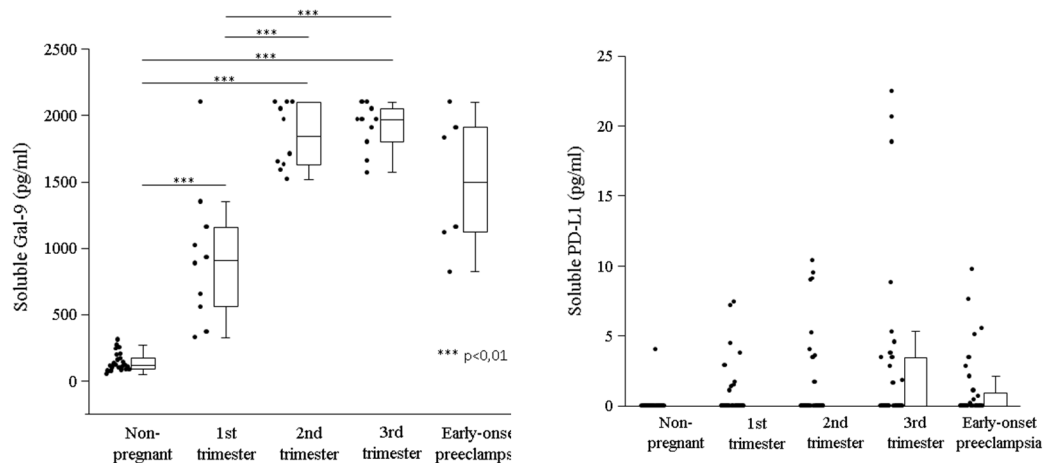 ***
***
***
***
***
2500
2000
1500
1000
500
0
Soluble Gal-9 (pg/ml)
*** p<0,01
Non-
pregnant
1st
trimester
2nd
trimester
3rd
trimester
Early-onse
preeclamps
25
20
15
10
5
0
Soluble PD-L1 (pg/ml)
Non-
pregnant
1st
trimester
2nd
trimester
3rd
trimester
Early-onset
preeclampsia